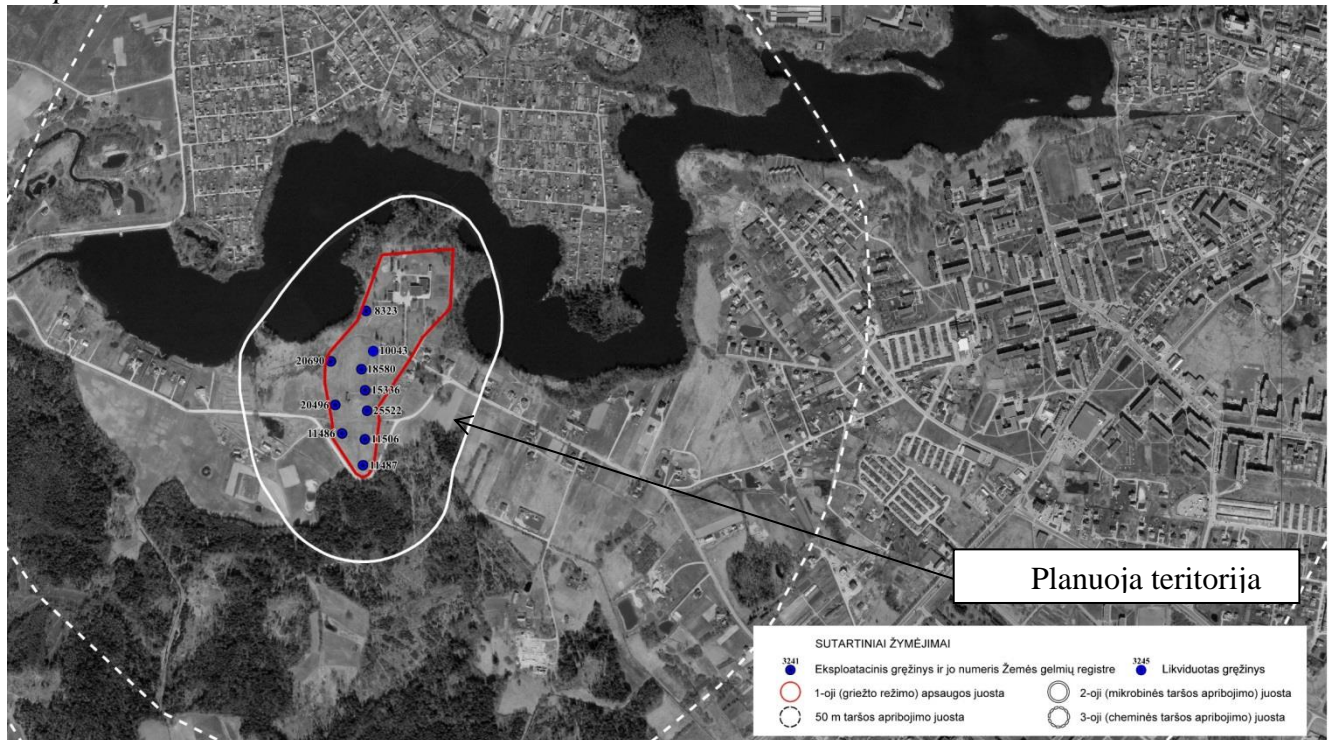 8323
10043
20690
18580
15336
20496
25522
11486
11506
11487
Planuoja teritorija
SUTARTINIAI ŽYMĖJIMAI
3241 Eksploatacinis gręžinys ir jo numeris Žemės gelmių registre 3245 Likviduotas gręžinys
1-oji (griežto režimo) apsaugos juosta 2-oji (mikrobinės taršos apribojimo) juosta
50 m taršos apribojimo juosta 3-oji (cheminės taršos apribojimo) juosta